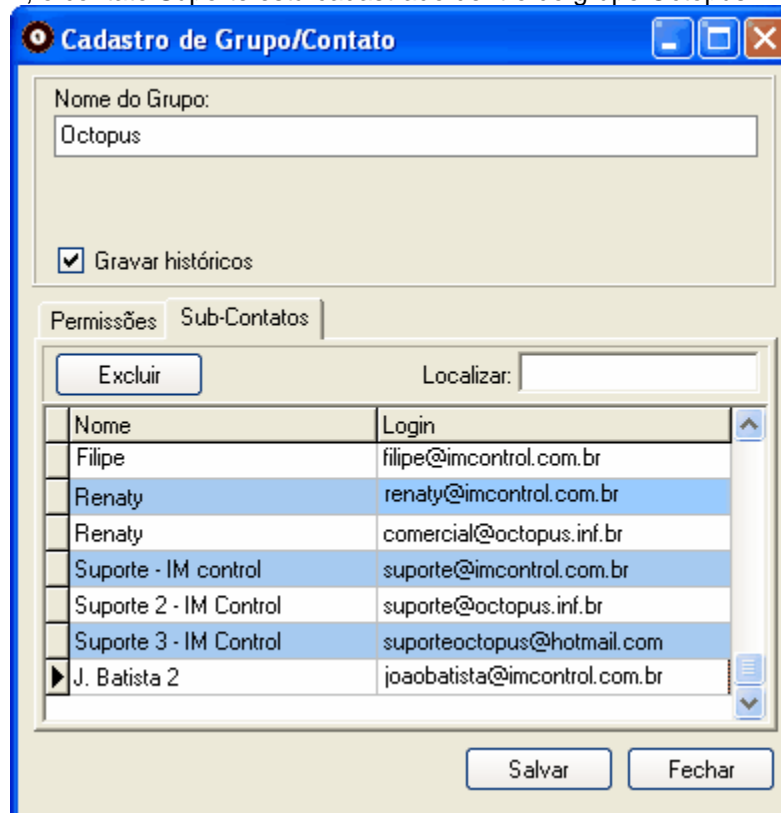 Cadastro de Grupo/Contato
Nome do Grupo:
Octopus
Gravar históricos
Permissões Sub-Contatos
Excluir Localizar:
Nome Login
Filipe filipe@imcontrol.com.br
Renaty renaty@imcontrol.com.br
Renaty comercial@octopus.inf.br
Suporte - IM control suporte@imcontrol.com.br
Suporte 2 - IM Control suporte@octopus.inf.br
Suporte 3 - IM Control suporteoctopus@hotmail.com
J. Batista 2 joaobatista@imcontrol.com.br
Salvar Fechar